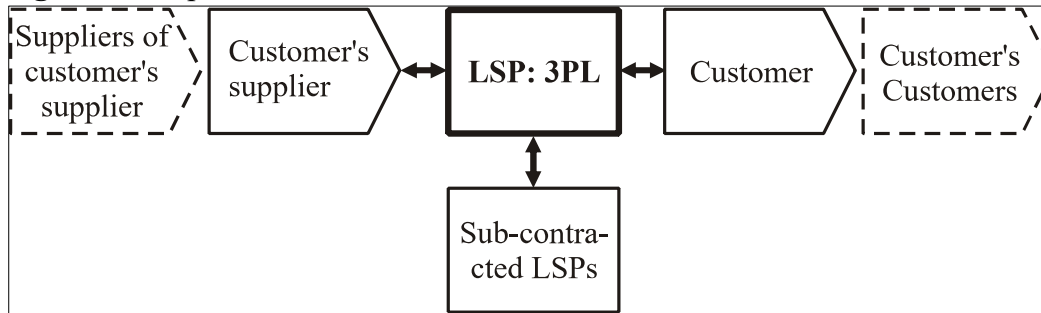 Suppliers of
customer's
supplier
Customer's
supplier
LSP: 3PL
Customer
Customer's
Customers
Sub-contra-
cted LSPs